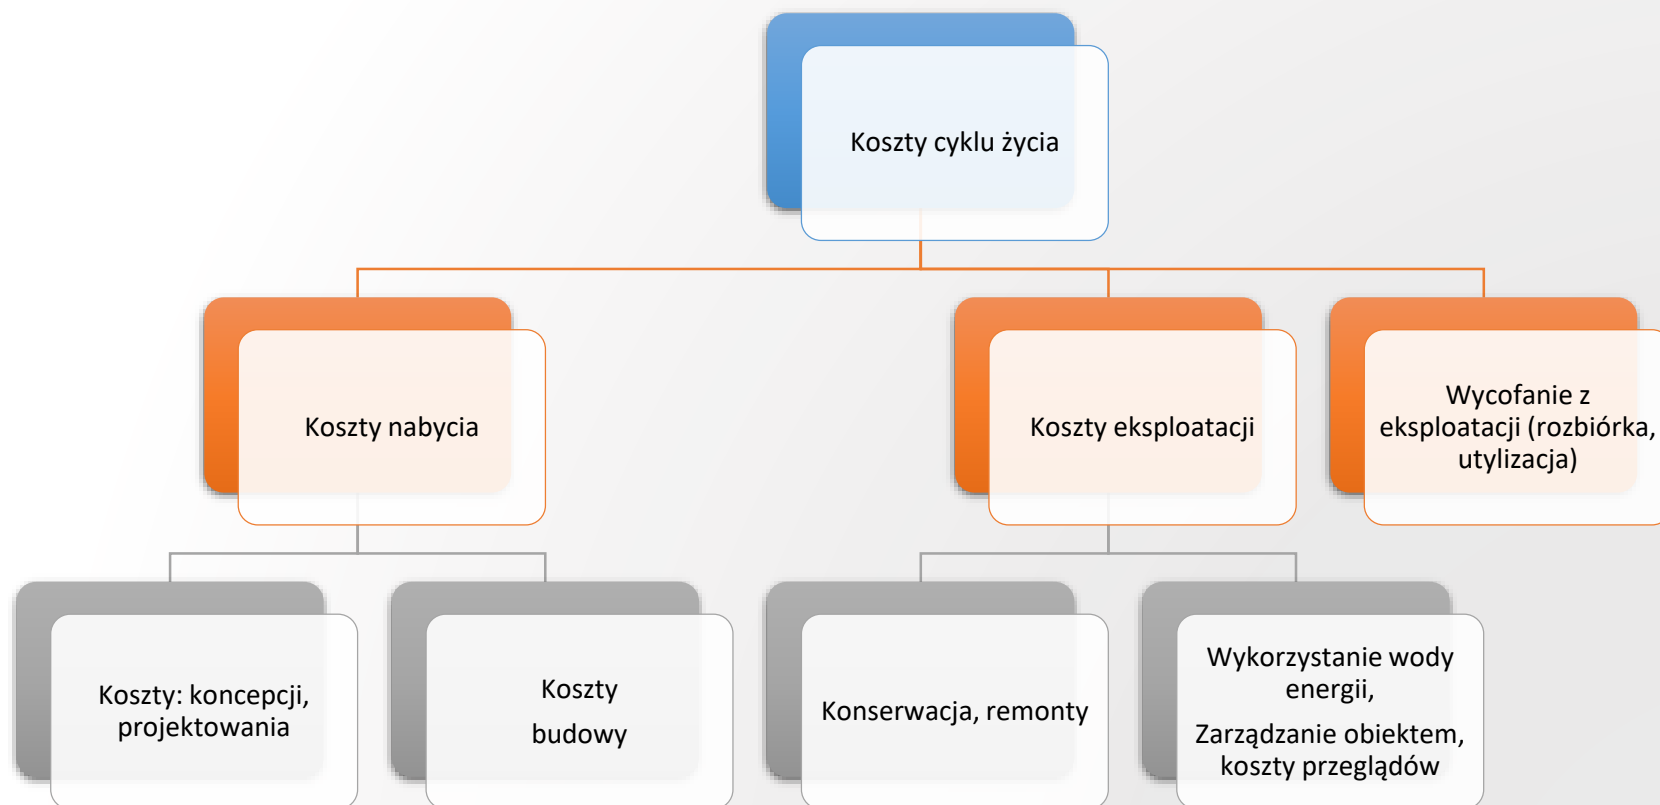 Koszty cyklu życia
Koszty nabycia
Koszty eksploatacji
Wycofanie z
eksploatacji (rozbiórka,
utylizacja)
Koszty: koncepcji,
projektowania
Koszty
budowy
Konserwacja, remonty
Wykorzystanie wody
energii,
Zarządzanie obiektem,
koszty przeglądów